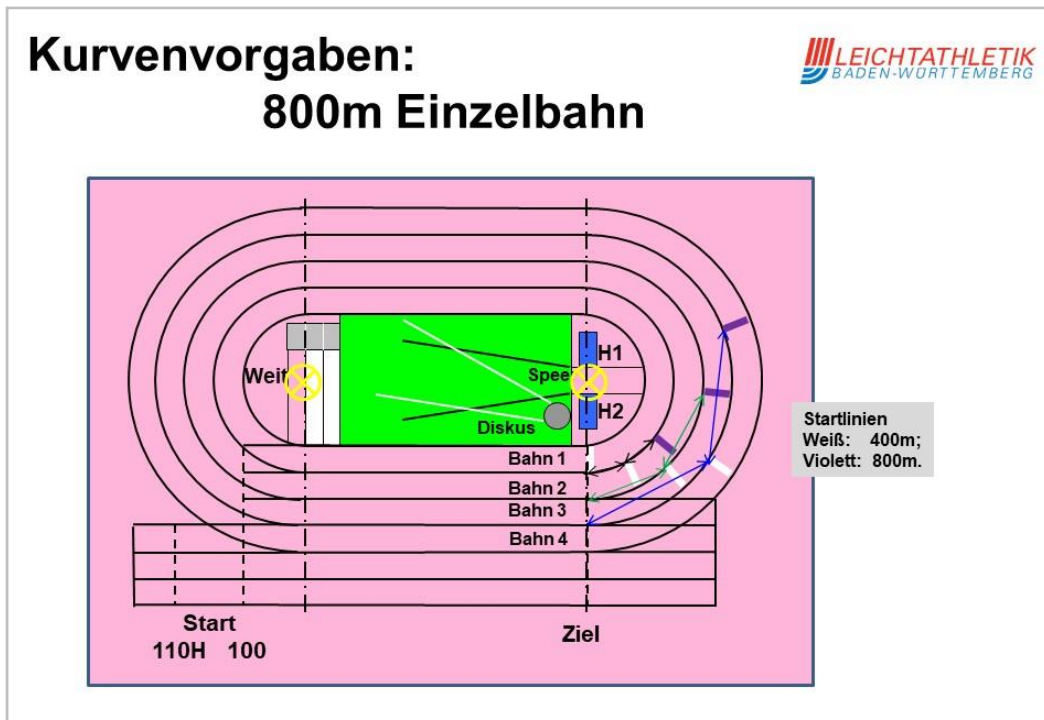 Kurvenvorgaben:
800m Einzelbahn
LEICHTATHLETIK
BADEN-WÜRTTEMBERG
Weit
H1
Spee
H2
Diskus
Bahn 1
Bahn 2
Bahn 3
Bahn 4
Startlinien
Weiß: 400m;
Violett: 800m.
Start
110H 100
Ziel